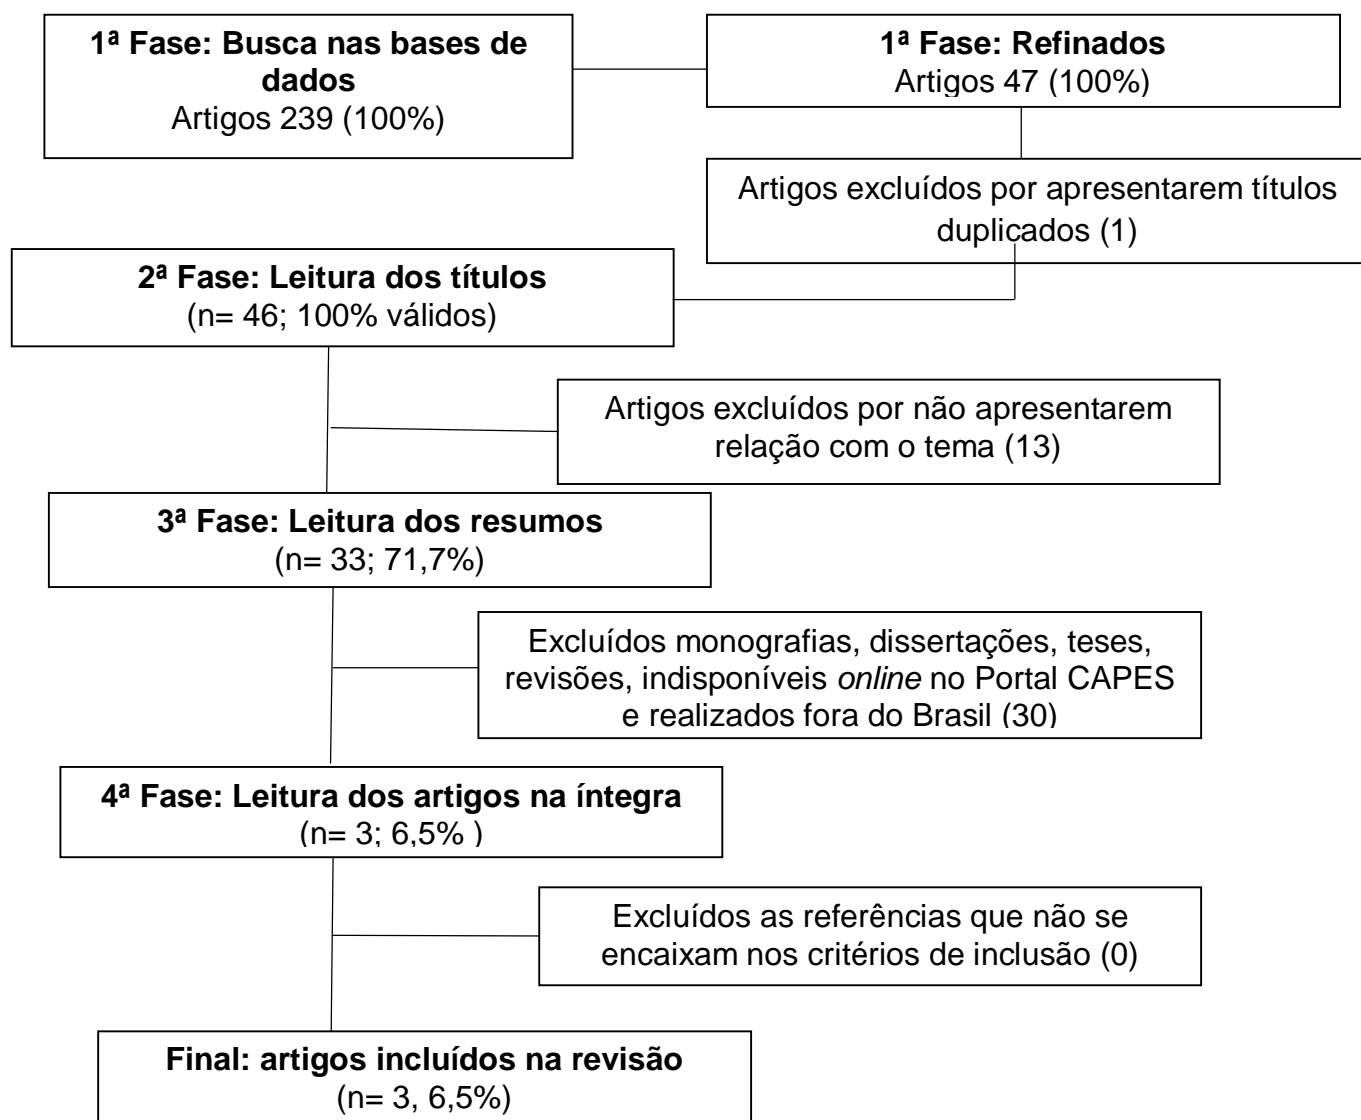 1ª Fase: Busca nas bases de
dados
Artigos 239 (100%)
1ª Fase: Refinados
Artigos 47 (100%)
Artigos excluídos por apresentarem títulos
duplicados (1)
2ª Fase: Leitura dos títulos
(n= 46; 100% válidos)
Artigos excluídos por não apresentarem
relação com o tema (13)
3ª Fase: Leitura dos resumos
(n= 33; 71,7%)
Excluídos monografias, dissertações, teses,
revisões, indisponíveis online no Portal CAPES
e realizados fora do Brasil (30)
4ª Fase: Leitura dos artigos na íntegra
(n= 3; 6,5% )
Excluídos as referências que não se
encaixam nos critérios de inclusão (0)
Final: artigos incluídos na revisão
(n= 3, 6,5%)